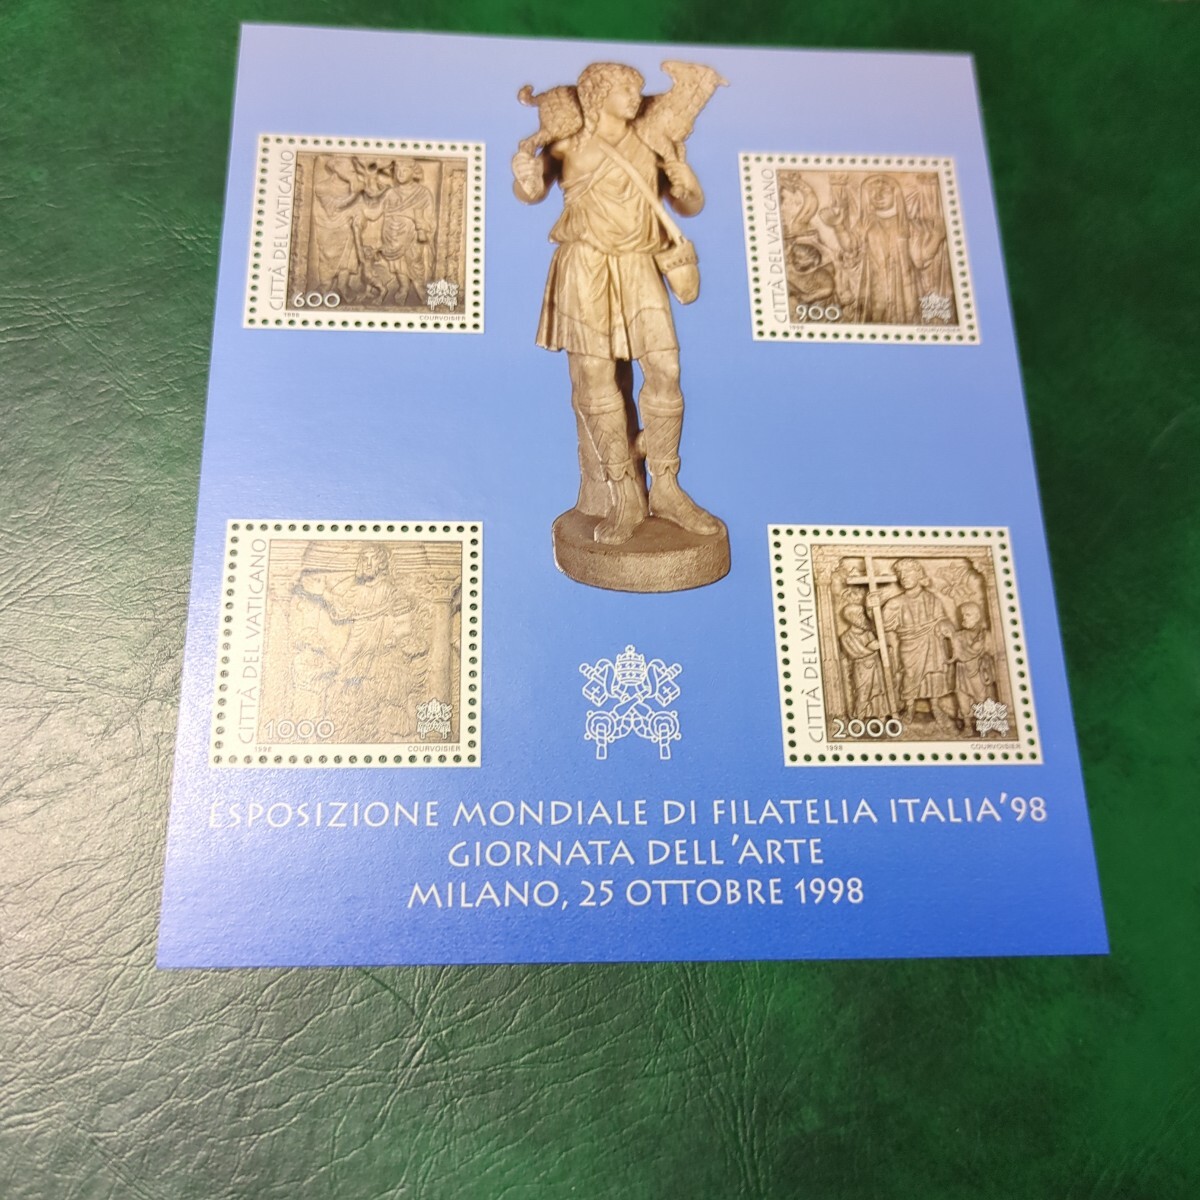 CITTÀ DEL VATICANO
600
1998
COURVOISIER
CITTÀ DEL VATICANO
900
1998
COURVOISIER
CITTÀ DEL VATICANO
1000
1998
COURVOISIER
CITTÀ DEL VATICANO
2000
1998
COURVOISIER
ESPOSIZIONE MONDIALE DI FILATELIA ITALIA'98
GIORNATA DELL'ARTE
MILANO, 25 OTTOBRE 1998